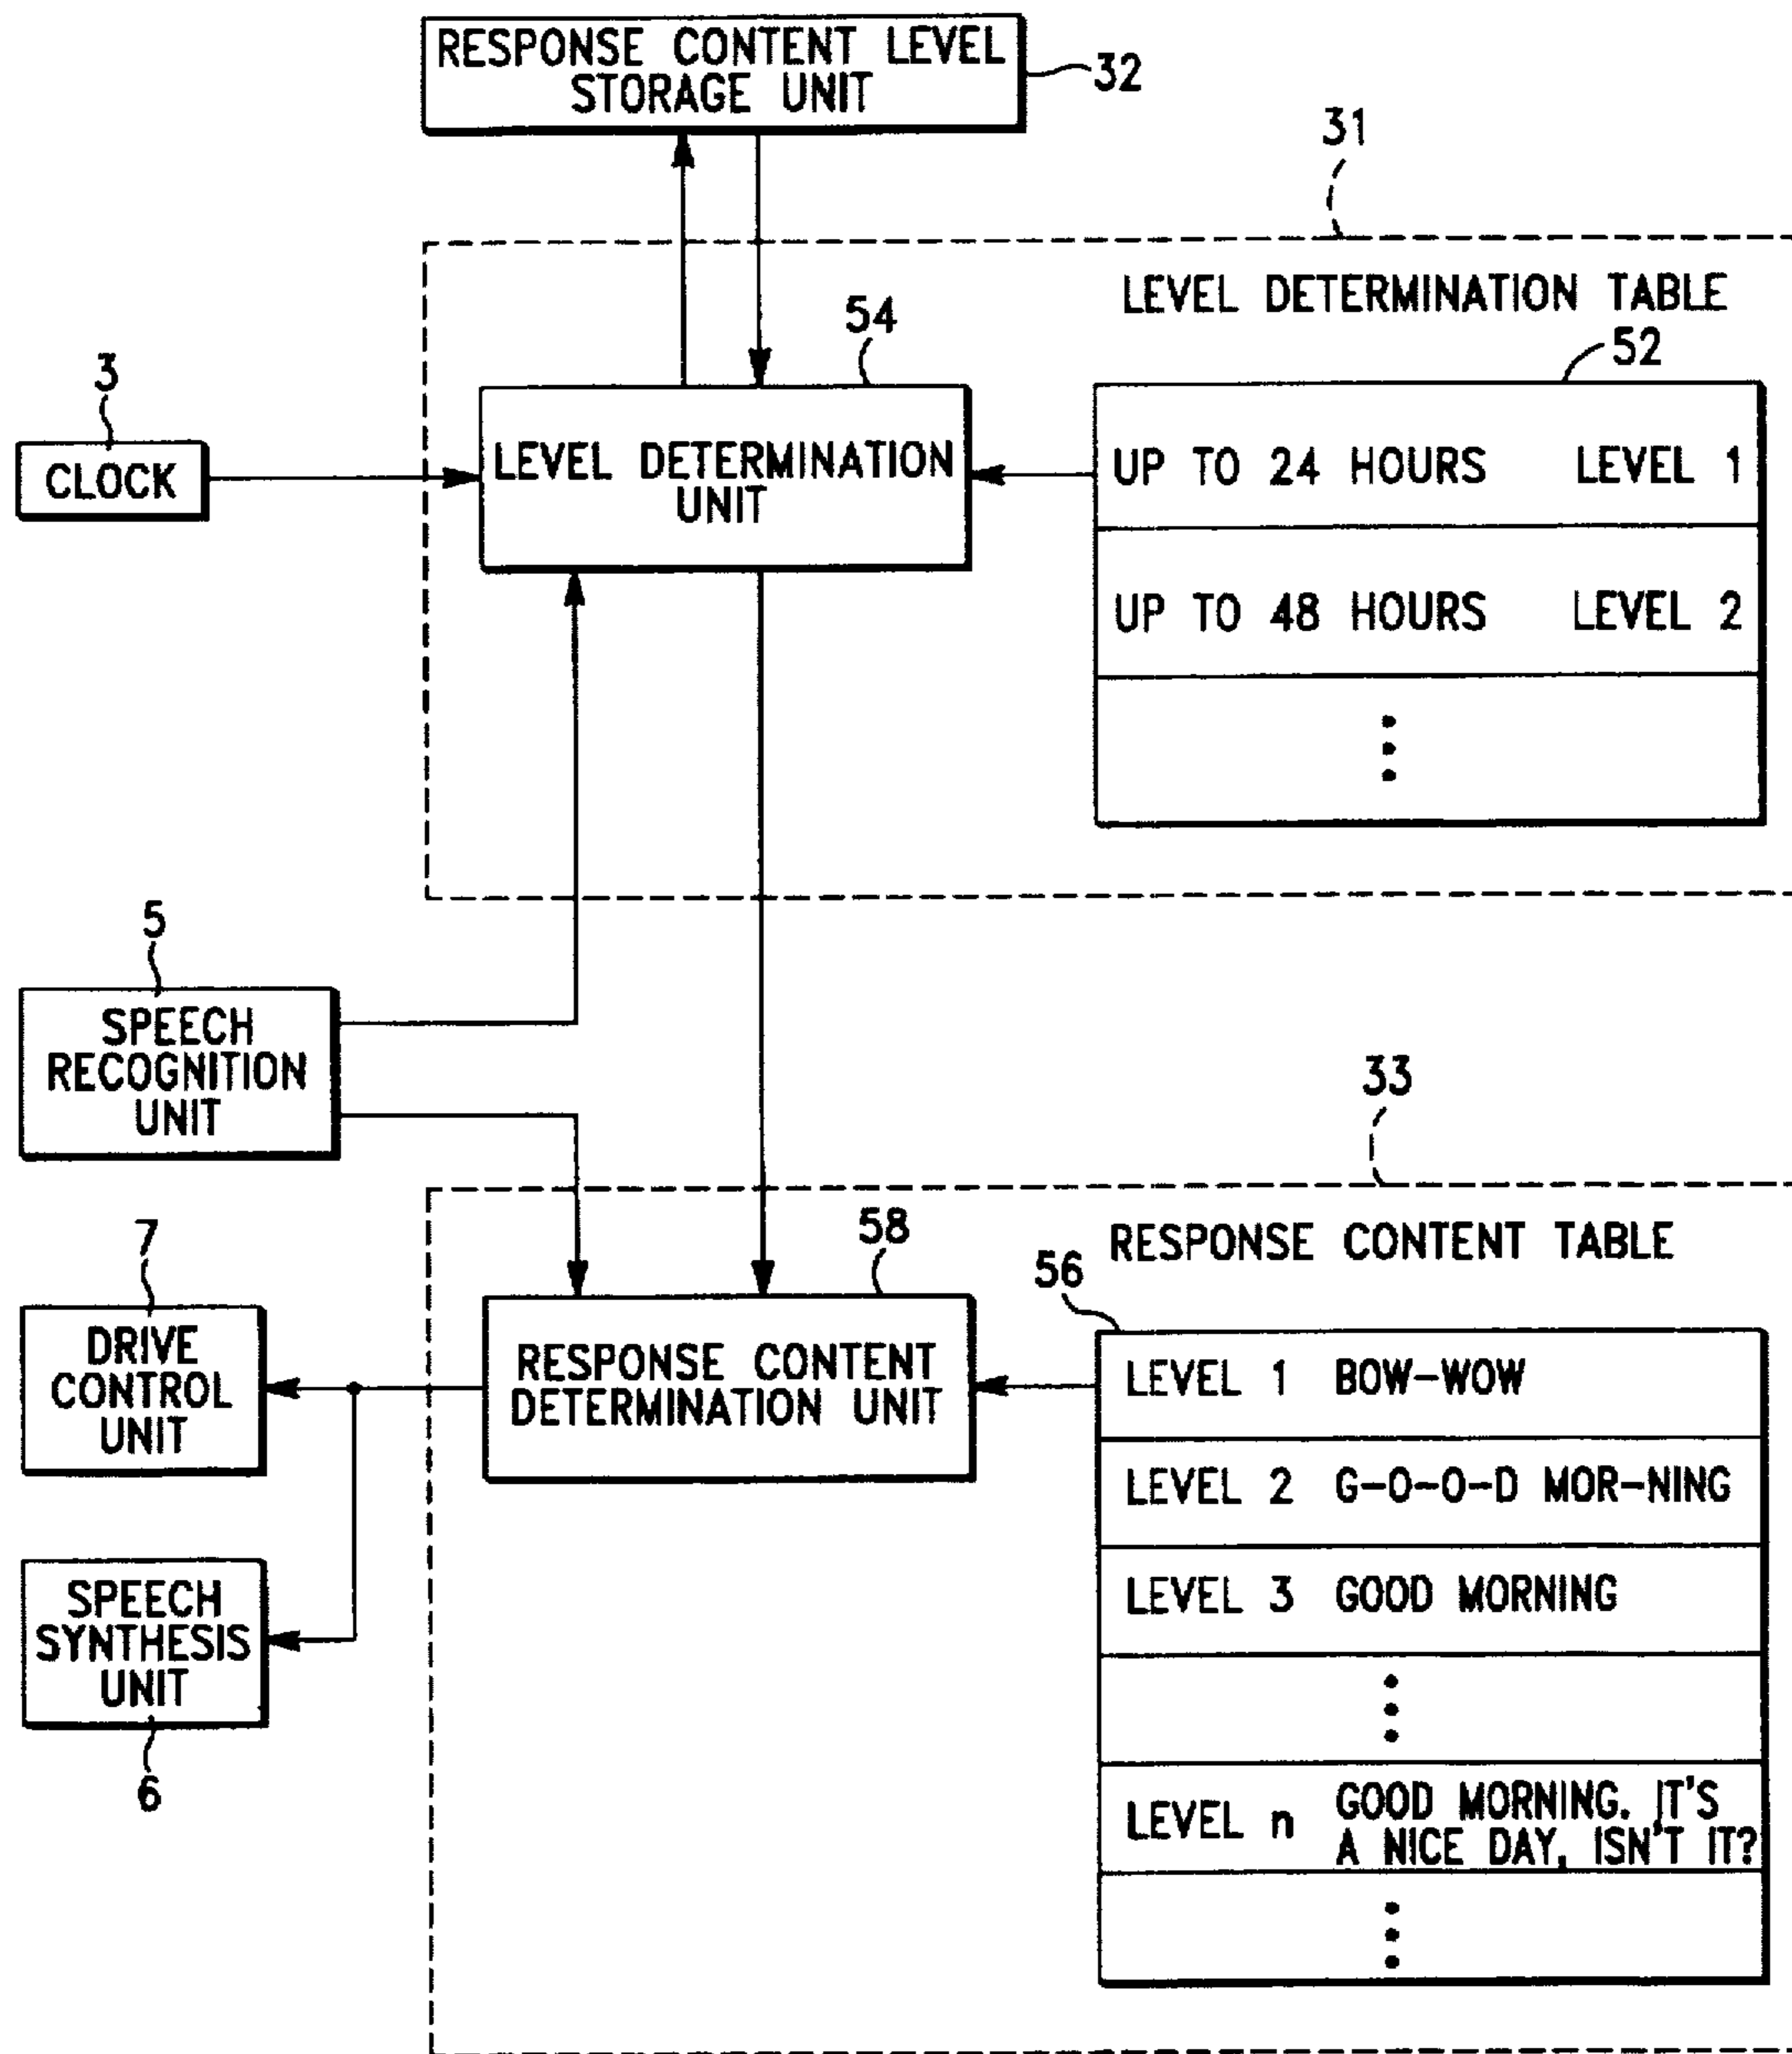 RESPONSE CONTENT LEVEL
STORAGE UNIT
32
31
LEVEL DETERMINATION TABLE
52
54
3
CLOCK
LEVEL DETERMINATION
UNIT
UP TO 24 HOURS LEVEL 1
UP TO 48 HOURS LEVEL 2
5
SPEECH
RECOGNITION
UNIT
33
RESPONSE CONTENT TABLE
58
56
7
DRIVE
CONTROL
UNIT
RESPONSE CONTENT
DETERMINATION UNIT
LEVEL 1 BOW-WOW
LEVEL 2 G-O-O-D MOR-NING
LEVEL 3 GOOD MORNING
LEVEL n GOOD MORNING. IT'S
A NICE DAY, ISN'T IT?
SPEECH
SYNTHESIS
UNIT
6